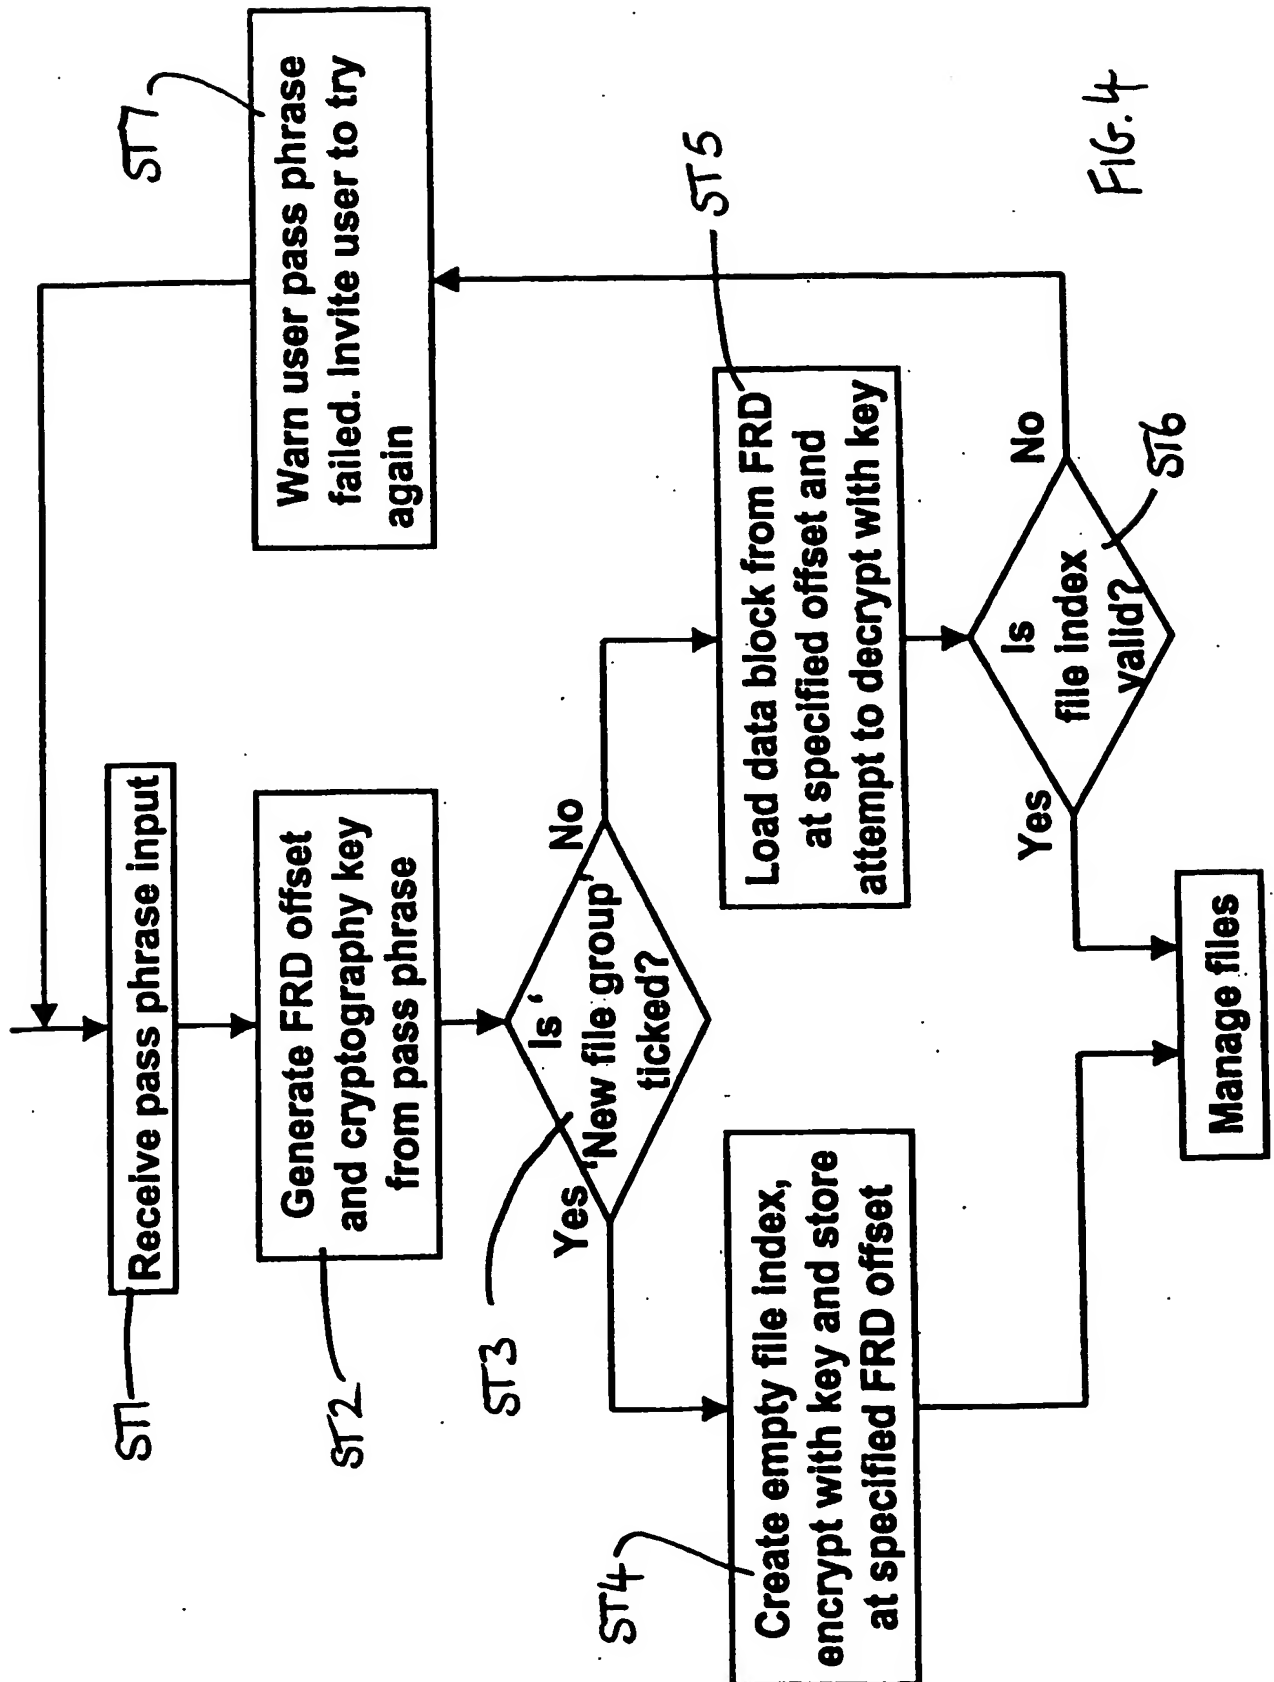 ST1
Receive pass phrase input
ST2
Generate FRD offset
and cryptography key
from pass phrase
ST3
Is '
'New file group'
ticked?
Yes
No
ST4
Create empty file index,
encrypt with key and store
at specified FRD offset
ST5
Load data block from FRD
at specified offset and
attempt to decrypt with key
ST6
Is
file index
valid?
Yes
No
ST7
Warn user pass phrase
failed. Invite user to try
again
Manage files
FIG. 4